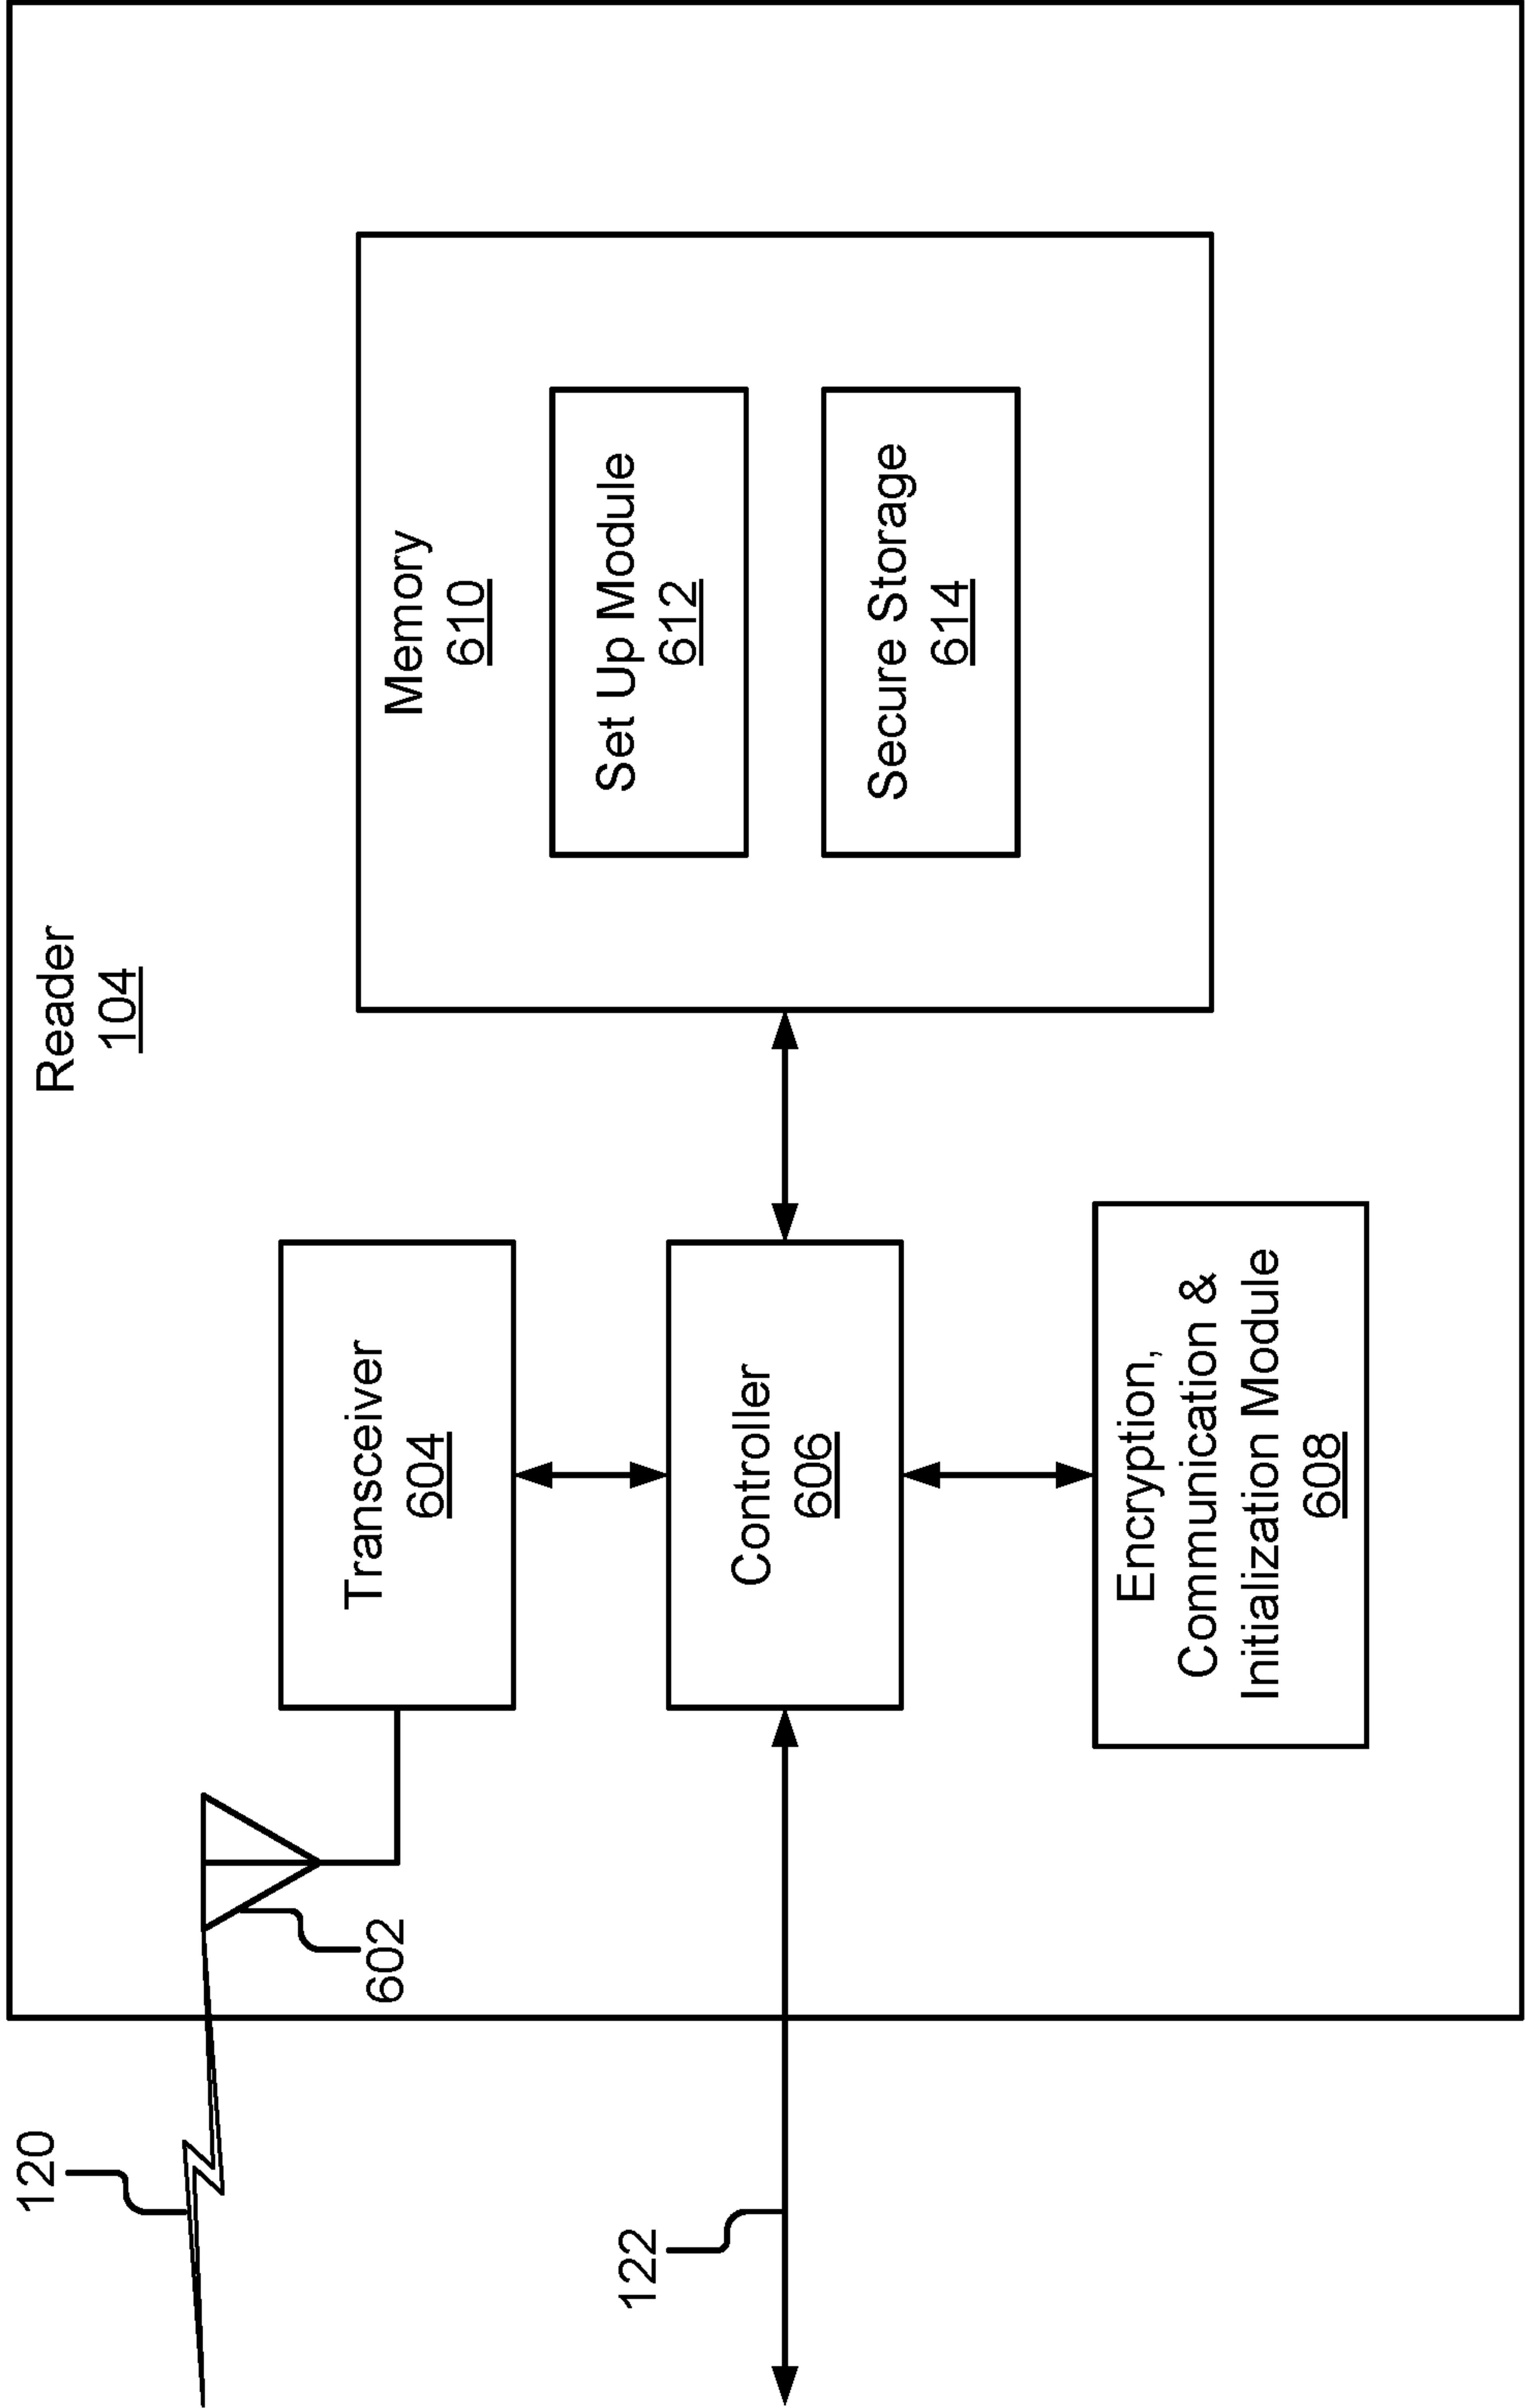 Reader
104
120
602
Transceiver
604
Memory
610
Set Up Module
612
Secure Storage
614
122
Controller
606
Encryption,
Communication &
Initialization Module
608